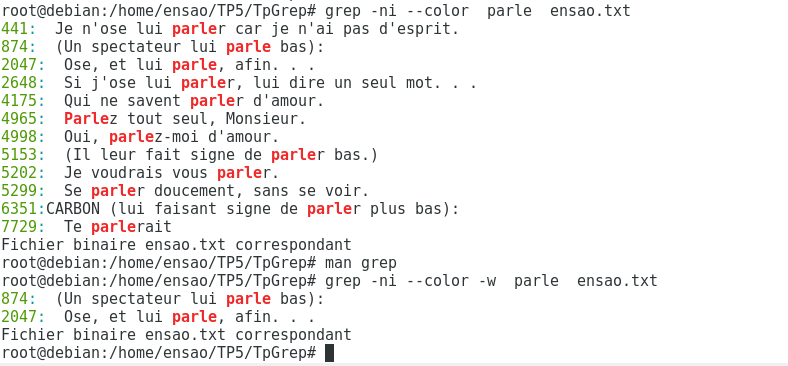 root@debian:/home/ensao/TP5/TpGrep# grep -ni --color  parle  ensao.txt
441:  Je n'ose lui parler car je n'ai pas d'esprit.
874:  (Un spectateur lui parle bas):
2047:  Ose, et lui parle, afin. . .
2648:  Si j'ose lui parler, lui dire un seul mot. . .
4175:  Qui ne savent parler d'amour.
4965:  Parlez tout seul, Monsieur.
4998:  Oui, parlez-moi d'amour.
5153:  (Il leur fait signe de parler bas.)
5202:  Je voudrais vous parler.
5299:  Se parler doucement, sans se voir.
6351:CARBON (lui faisant signe de parler plus bas):
7729:  Te parlerait
Fichier binaire ensao.txt correspondant
root@debian:/home/ensao/TP5/TpGrep# man grep
root@debian:/home/ensao/TP5/TpGrep# grep -ni --color -w  parle  ensao.txt
874:  (Un spectateur lui parle bas):
2047:  Ose, et lui parle, afin. . .
Fichier binaire ensao.txt correspondant
root@debian:/home/ensao/TP5/TpGrep#